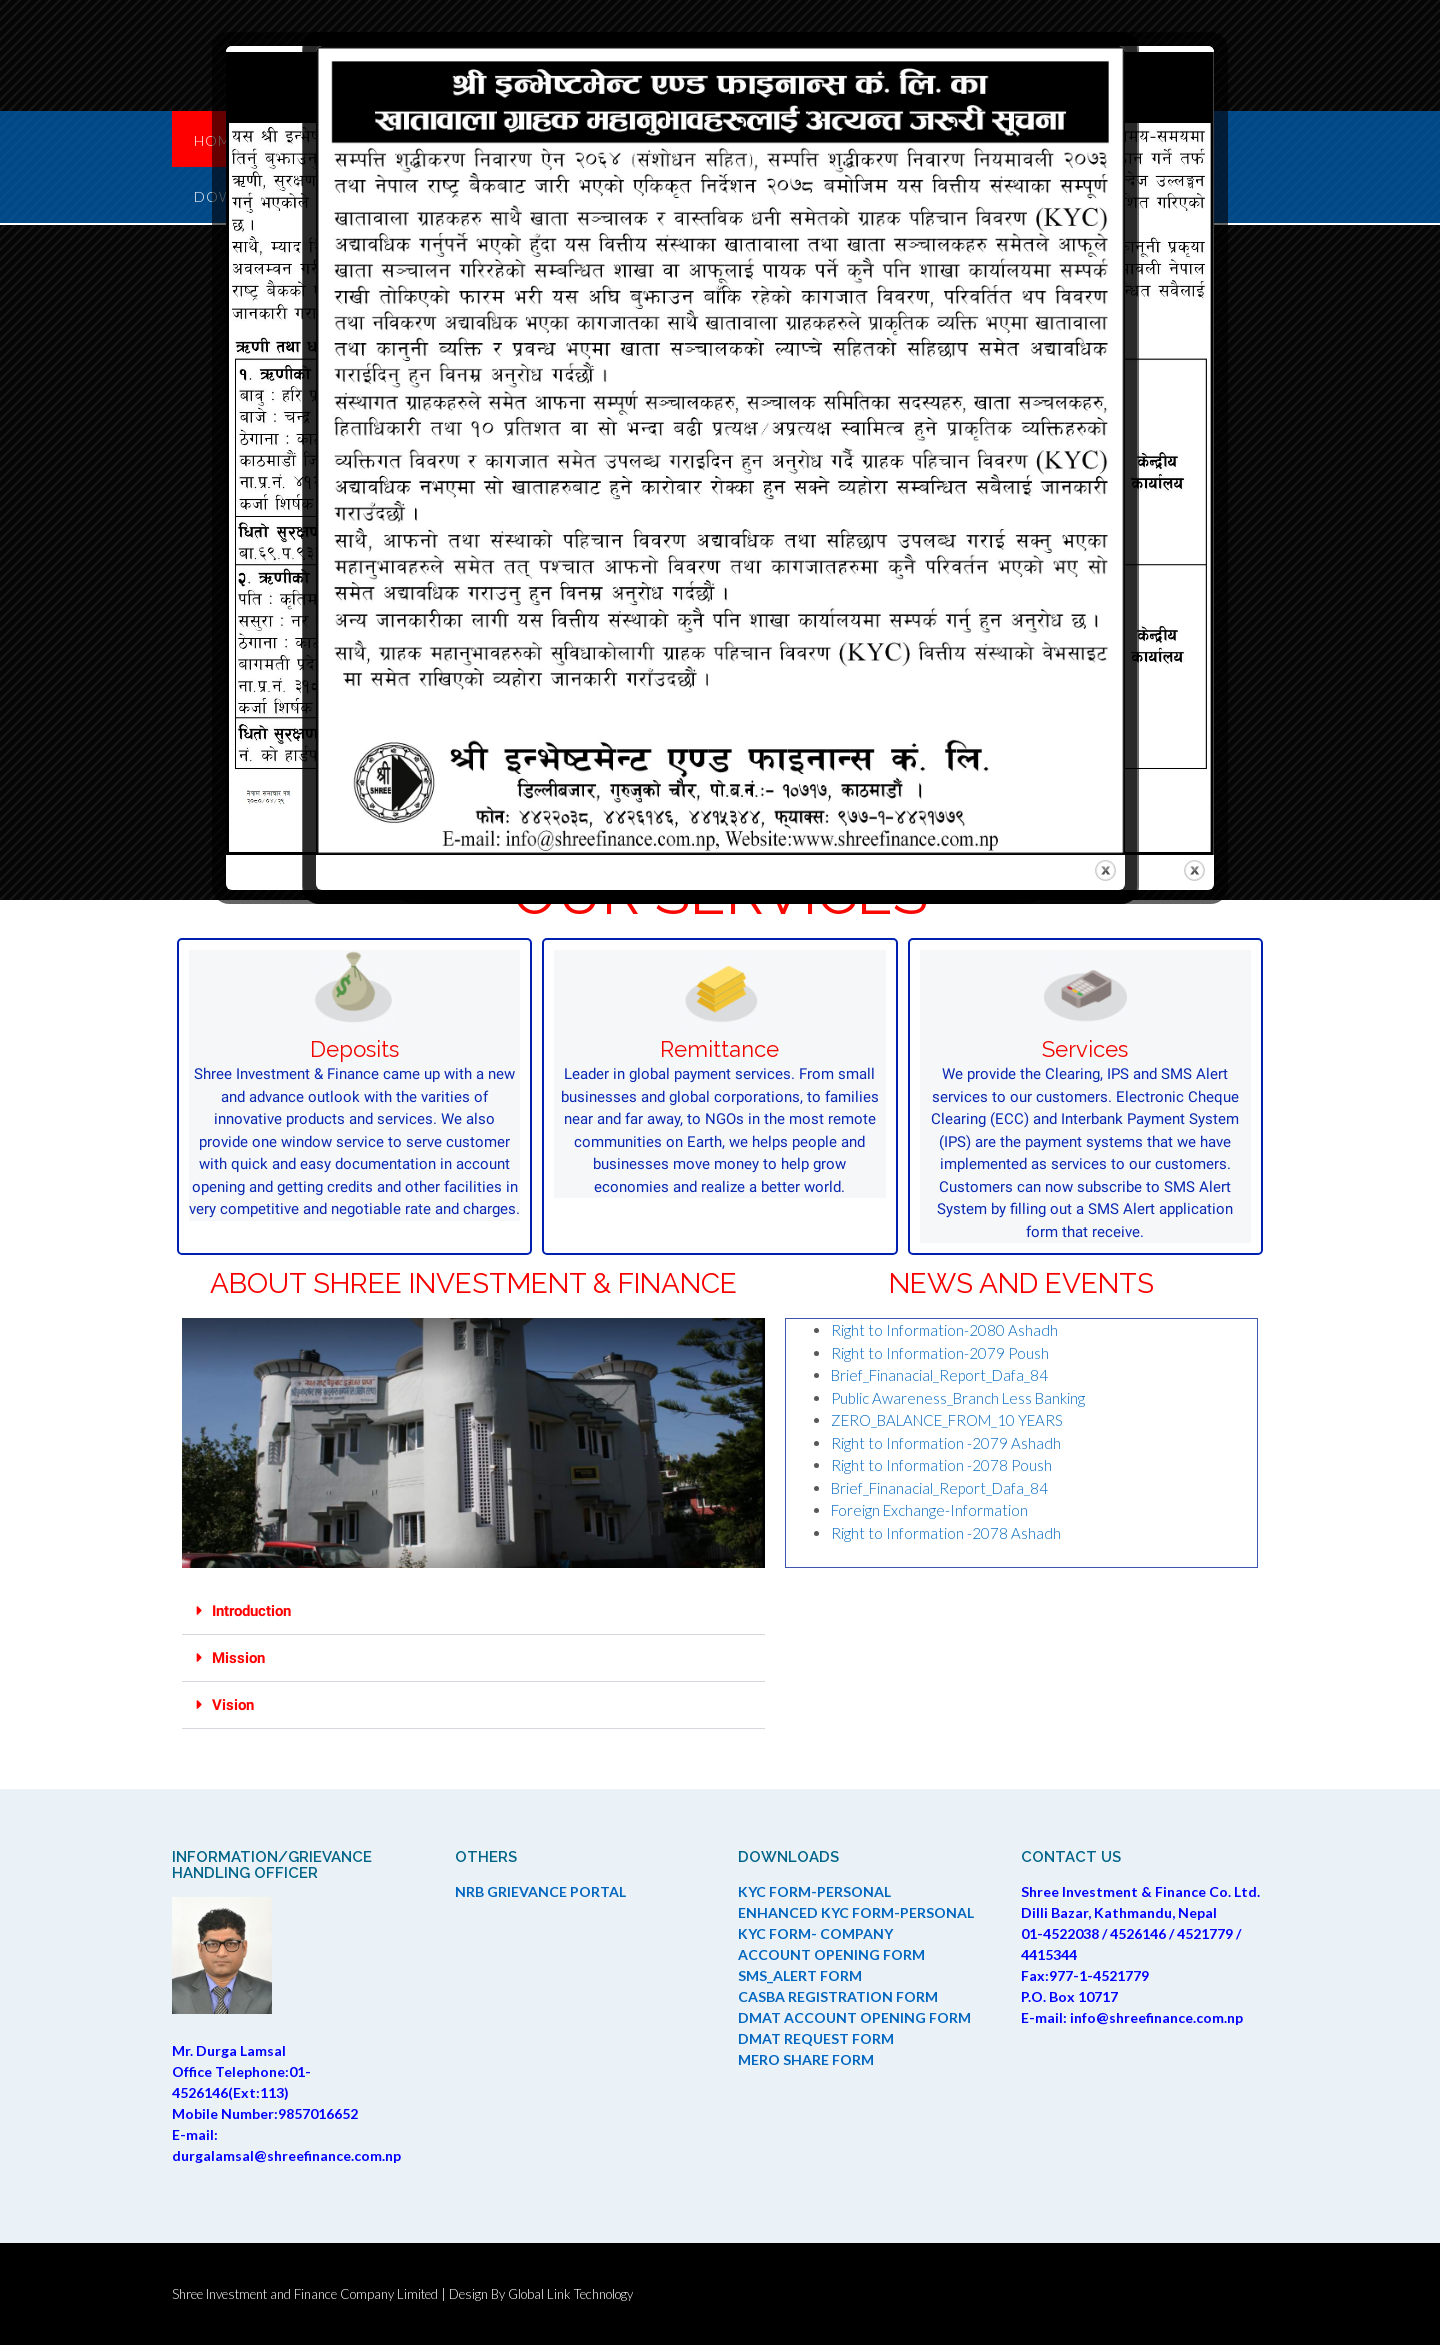 HOM
DOW
श्री इन्भेष्टमेन्ट एण्ड फाइनान्स कं. लि. का
खातावाला ग्राहक महानुभावहरूलाई अत्यन्त जरूरी सूचना
सम्पत्ति शुद्धीकरण निवारण ऐन २०६४ (संशोधन सहित), सम्पत्ति शुद्धीकरण निवारण नियमावली २०७३
तथा नेपाल राष्ट्र बैकबाट जारी भएको एकिकृत निर्देशन २०७८ बमोजिम यस वित्तीय संस्थाका सम्पूर्ण
खातावाला ग्राहकहरु साथै खाता सञ्चालक र वास्तविक धनी समेतको ग्राहक पहिचान विवरण (KYC)
अद्यावधिक गर्नुपर्ने भएको हुँदा यस वित्तीय संस्थाका खातावाला तथा खाता सञ्चालकहरु समेतले आफूले
खाता सञ्चालन गरिरहेको सम्बन्धित शाखा वा आफूलाई पायक पर्ने कुनै पनि शाखा कार्यालयमा सम्पर्क
राखी तोकिएको फारम भरी यस अघि बुझाउन बाँकि रहेको कागजात विवरण, परिवर्तित थप विवरण
तथा नविकरण अद्यावधिक भएका कागजातका साथै खातावाला ग्राहकहरुले प्राकृतिक व्यक्ति भएमा खातावाला
तथा कानुनी व्यक्ति र प्रवन्ध भएमा खाता सञ्चालकको ल्याप्चे सहितको सहिछाप समेत अद्यावधिक
गराईदिनु हुन विनम्र अनुरोध गर्दछौं ।
संस्थागत ग्राहकहरुले समेत आफना सम्पूर्ण सञ्चालकहरु, सञ्चालक समितिका सदस्यहरु, खाता सञ्चलकहरु,
हिताधिकारी तथा १० प्रतिशत वा सो भन्दा बढी प्रत्यक्ष/अप्रत्यक्ष स्वामित्व हुने प्राकृतिक व्यक्तिहरुको
व्यक्तिगत विवरण र कागजात समेत उपलब्ध गराइदिन हुन अनुरोध गर्दै ग्राहक पहिचान विवरण (KYC)
अद्यावधिक नभएमा सो खाताहरुबाट हुने कारोवार रोक्का हुन सक्ने व्यहोरा सम्बन्धित सबैलाई जानकारी
गराउँदछौं ।
साथै, आफनो तथा संस्थाको पहिचान विवरण अद्यावधिक तथा सहिछाप उपलब्ध गराई सक्नु भएका
महानुभावहरुले समेत तत् पश्चात आफनो विवरण तथा कागजातहरुमा कुनै परिवर्तन भएको भए सो
समेत अद्यावधिक गराउनु हुन विनम्र अनुरोध गर्दछौं ।
अन्य जानकारीका लागी यस वित्तीय संस्थाको कुनै पनि शाखा कार्यालयमा सम्पर्क गर्नु हुन अनुरोध छ ।
साथै, ग्राहक महानुभावहरुको सुविधाकोलागी ग्राहक पहिचान विवरण (KYC) वित्तीय संस्थाको वेभसाइट
मा समेत राखिएको व्यहोरा जानकारी गराँउदछौं ।
श्री
SHREE
श्री इन्भेष्टमेन्ट एण्ड फाइनान्स कं. लि.
डिल्लीबजार, गुरुजुको चौर, पो.ब.नं.:- १०७१७, काठमाडौं ।
फोन: ४४२२०३८, ४४२६१४६, ४४१५३४४, फ्याक्स: ९७७-१-४४२१७७९
E-mail: info@shreefinance.com.np, Website:www.shreefinance.com.np
केन्द्रीय
कार्यालय
केन्द्रीय
कार्यालय
OUR SERVICES
Deposits
Shree Investment & Finance came up with a new
and advance outlook with the varities of
innovative products and services. We also
provide one window service to serve customer
with quick and easy documentation in account
opening and getting credits and other facilities in
very competitive and negotiable rate and charges.
Remittance
Leader in global payment services. From small
businesses and global corporations, to families
near and far away, to NGOs in the most remote
communities on Earth, we helps people and
businesses move money to help grow
economies and realize a better world.
Services
We provide the Clearing, IPS and SMS Alert
services to our customers. Electronic Cheque
Clearing (ECC) and Interbank Payment System
(IPS) are the payment systems that we have
implemented as services to our customers.
Customers can now subscribe to SMS Alert
System by filling out a SMS Alert application
form that receive.
ABOUT SHREE INVESTMENT & FINANCE
Introduction
Mission
Vision
NEWS AND EVENTS
Right to Information-2080 Ashadh
Right to Information-2079 Poush
Brief_Finanacial_Report_Dafa_84
Public Awareness_Branch Less Banking
ZERO_BALANCE_FROM_10 YEARS
Right to Information -2079 Ashadh
Right to Information -2078 Poush
Brief_Finanacial_Report_Dafa_84
Foreign Exchange-Information
Right to Information -2078 Ashadh
INFORMATION/GRIEVANCE
HANDLING OFFICER
Mr. Durga Lamsal
Office Telephone:01-
4526146(Ext:113)
Mobile Number:9857016652
E-mail:
durgalamsal@shreefinance.com.np
OTHERS
NRB GRIEVANCE PORTAL
DOWNLOADS
KYC FORM-PERSONAL
ENHANCED KYC FORM-PERSONAL
KYC FORM- COMPANY
ACCOUNT OPENING FORM
SMS_ALERT FORM
CASBA REGISTRATION FORM
DMAT ACCOUNT OPENING FORM
DMAT REQUEST FORM
MERO SHARE FORM
CONTACT US
Shree Investment & Finance Co. Ltd.
Dilli Bazar, Kathmandu, Nepal
01-4522038 / 4526146 / 4521779 /
4415344
Fax:977-1-4521779
P.O. Box 10717
E-mail: info@shreefinance.com.np
Shree Investment and Finance Company Limited | Design By Global Link Technology